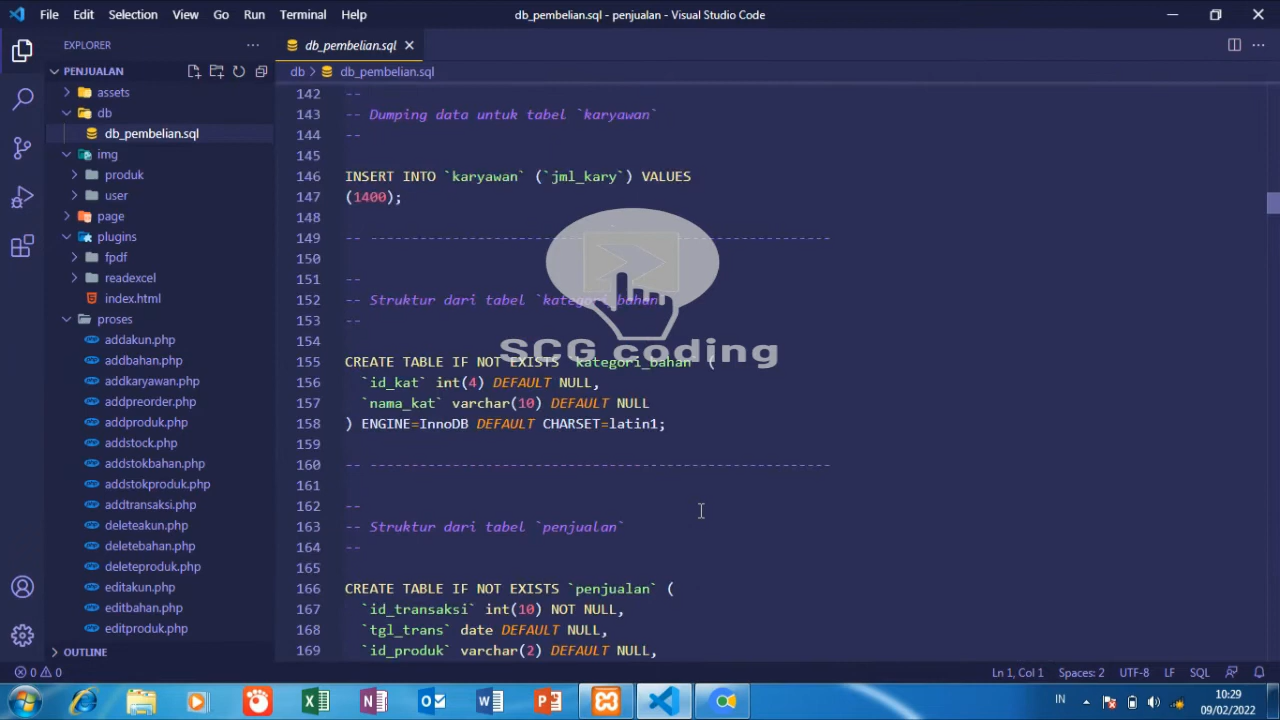 File Edit Selection View Go Run Terminal Help
db_pembelian.sql - penjualan - Visual Studio Code
EXPLORER
PENJUALAN
assets
db
db_pembelian.sql
img
produk
user
page
plugins
fpdf
readexcel
index.html
proses
addakun.php
addbahan.php
addkaryawan.php
addpreorder.php
addproduk.php
addstock.php
addstokbahan.php
addstokproduk.php
addtransaksi.php
deleteakun.php
deletebahan.php
deleteproduk.php
editakun.php
editbahan.php
editproduk.php
OUTLINE
db_pembelian.sql
db > db_pembelian.sql
142 --
143 -- Dumping data untuk tabel `karyawan`
144 --
145
146 INSERT INTO `karyawan` (`jml_kary`) VALUES
147 (1400);
148
149 -- --------------------------------------------------------
150
151 --
152 -- Struktur dari tabel `kategori_bahan`
153 --
154
155 CREATE TABLE IF NOT EXISTS `kategori_bahan` (
156 `id_kat` int(4) DEFAULT NULL,
157 `nama_kat` varchar(10) DEFAULT NULL
158 ) ENGINE=InnoDB DEFAULT CHARSET=latin1;
159
160 -- --------------------------------------------------------
161
162 --
163 -- Struktur dari tabel `penjualan`
164 --
165
166 CREATE TABLE IF NOT EXISTS `penjualan` (
167 `id_transaksi` int(10) NOT NULL,
168 `tgl_trans` date DEFAULT NULL,
169 `id_produk` varchar(2) DEFAULT NULL,
SCG coding
0 0
Ln 1, Col 1 Spaces: 2 UTF-8 LF SQL
IN
10:29
09/02/2022